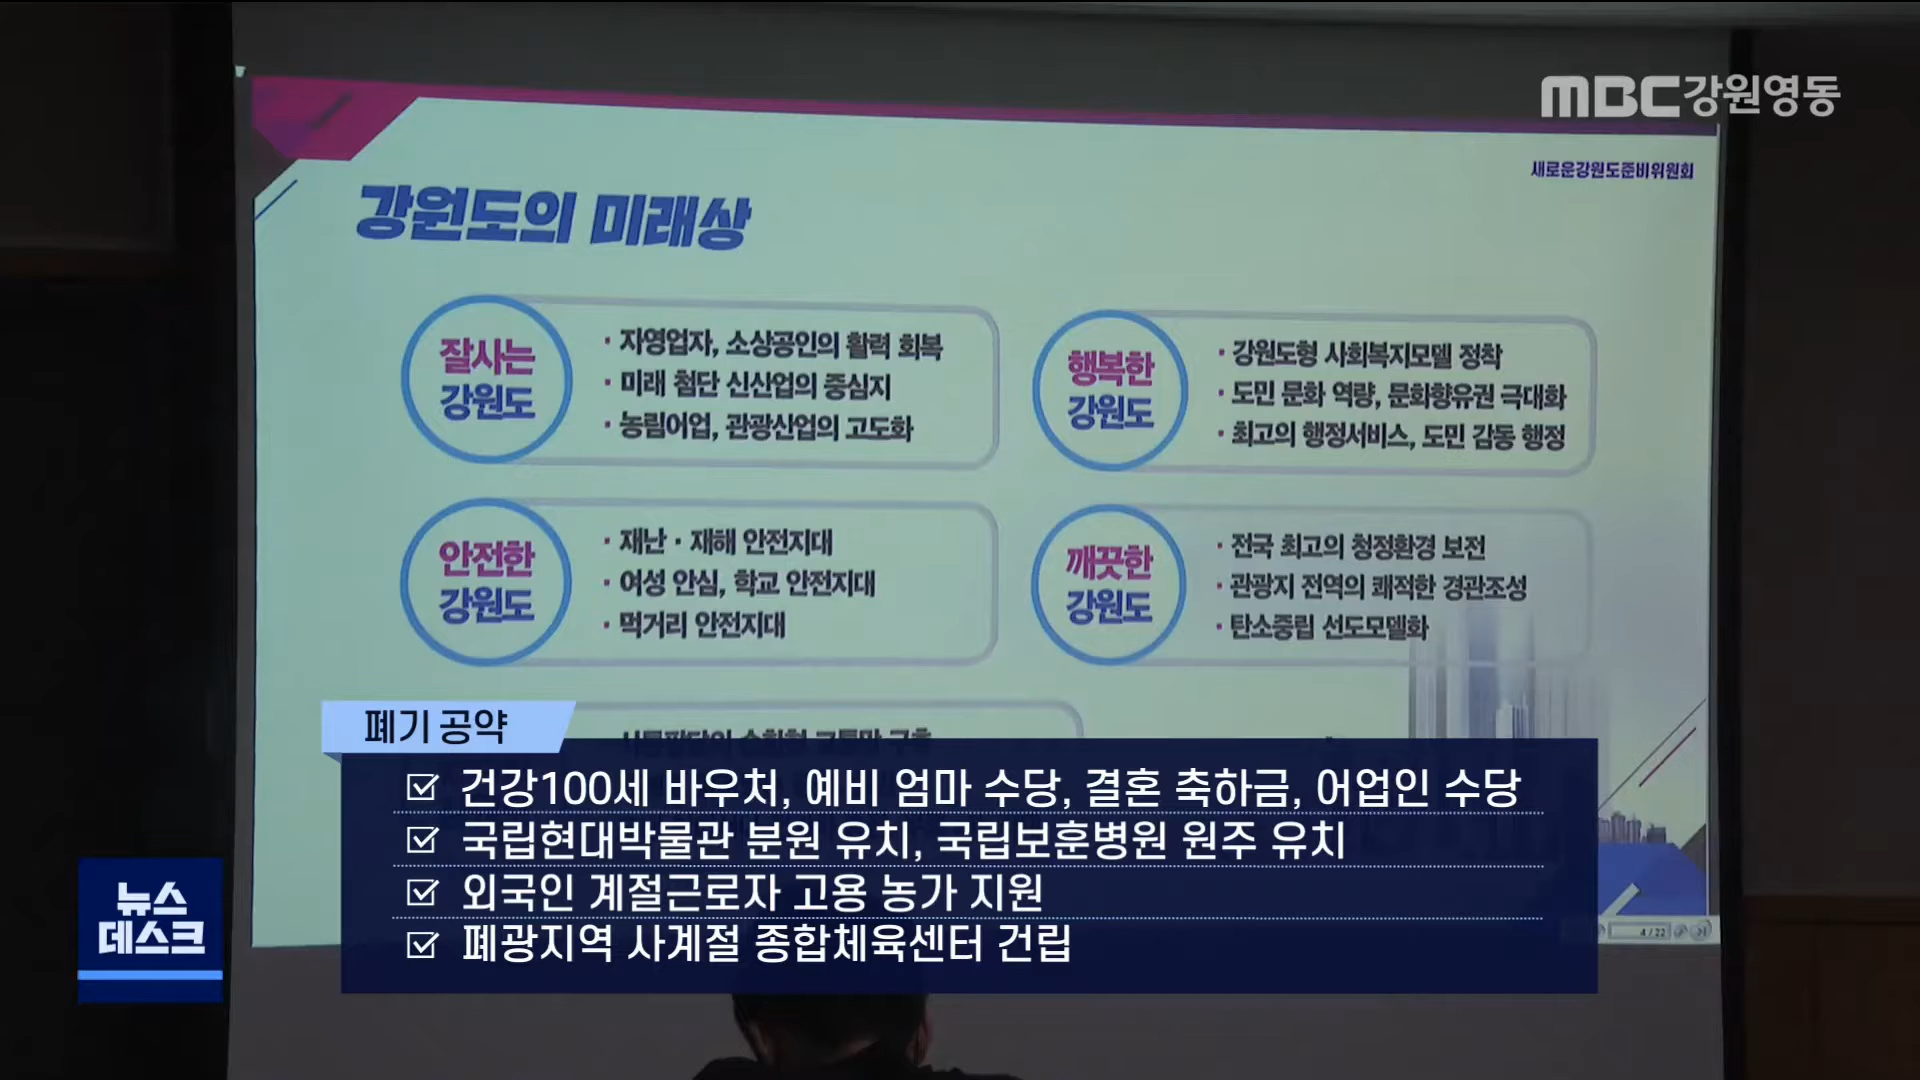 MBC강원영동
새로운강원도준비위원회
강원도의 미래상
잘사는
강원도
· 자영업자, 소상공인의 활력 회복
· 미래 첨단 신산업의 중심지
· 농림어업, 관광산업의 고도화
행복한
강원도
· 강원도형 사회복지모델 정착
· 도민 문화 역량, 문화향유권 극대화
· 최고의 행정서비스, 도민 감동 행정
안전한
강원도
· 재난 · 재해 안전지대
· 여성 안심, 학교 안전지대
· 먹거리 안전지대
깨끗한
강원도
· 전국 최고의 청정환경 보전
· 관광지 전역의 쾌적한 경관조성
· 탄소중립 선도모델화
폐기 공약
건강100세 바우처, 예비 엄마 수당, 결혼 축하금, 어업인 수당
국립현대박물관 분원 유치, 국립보훈병원 원주 유치
외국인 계절근로자 고용 농가 지원
폐광지역 사계절 종합체육센터 건립
뉴스
데스크
4/22